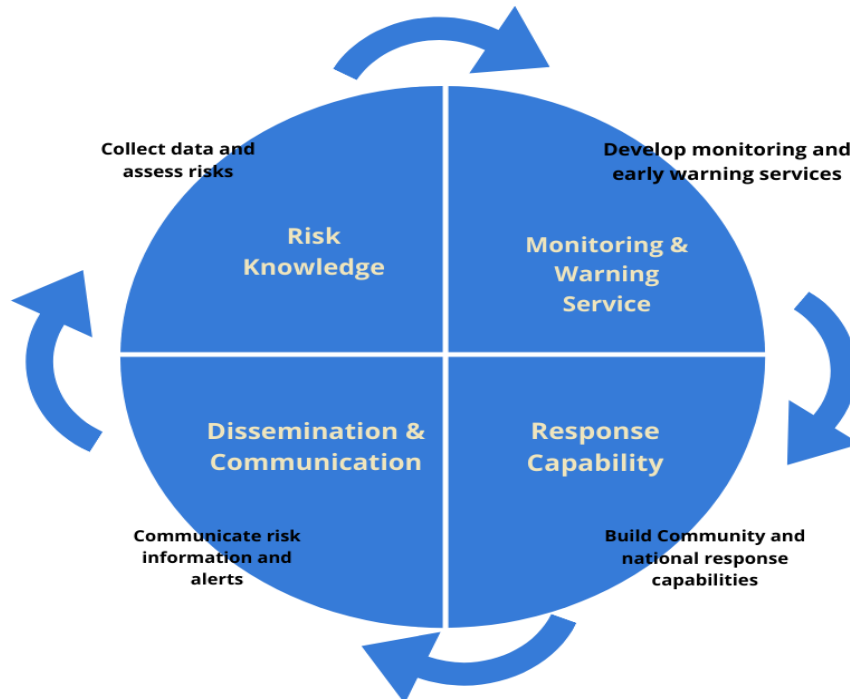 Collect data and
assess risks
Develop monitoring and
early warning services
Risk
Knowledge
Monitoring &
Warning
Service
Dissemination &
Communication
Response
Capability
Communicate risk
information and
alerts
Build Community and
national response
capabilities